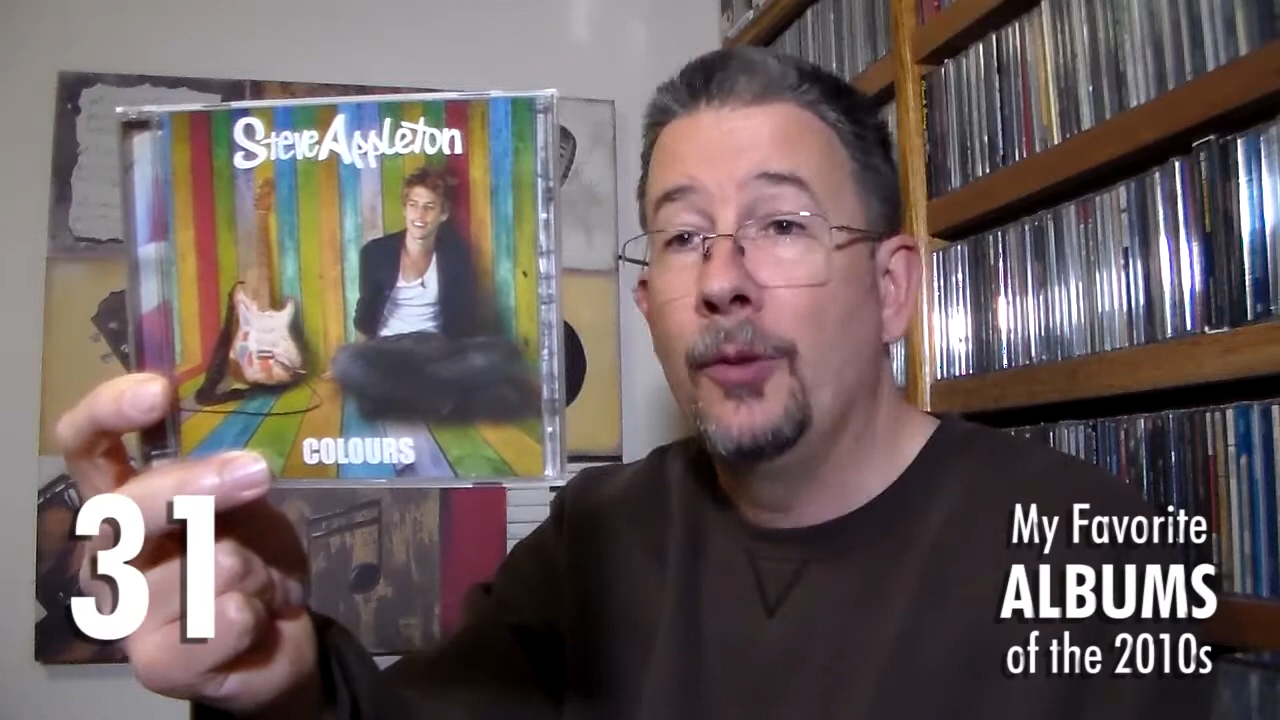 Steve Appleton
COLOURS
31
My Favorite
ALBUMS
of the 2010s